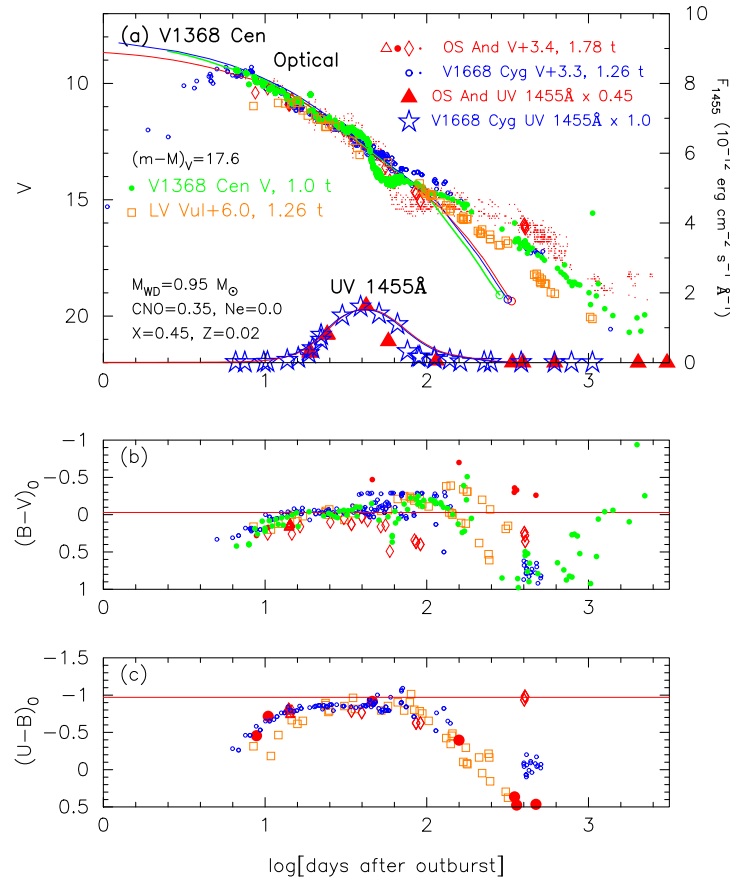 (a) V1368 Cen
Optical
OS And V+3.4, 1.78 t
V1668 Cyg V+3.3, 1.26 t
OS And UV 1455Å x 0.45
V1668 Cyg UV 1455Å x 1.0
(m−M)V=17.6
V1368 Cen V, 1.0 t
LV Vul+6.0, 1.26 t
MWD=0.95 M⊙
CNO=0.35, Ne=0.0
X=0.45, Z=0.02
UV 1455Å
V
10
15
20
F1455 (10−12 erg cm−2 s−1 Å−1)
10
9
8
7
6
5
4
3
2
1
0
0 1 2 3
(b)
(B−V)0
−1
−0.5
0
0.5
1
0 1 2 3
(c)
(U−B)0
−1.5
−1
−0.5
0
0.5
0 1 2 3
log[days after outburst]